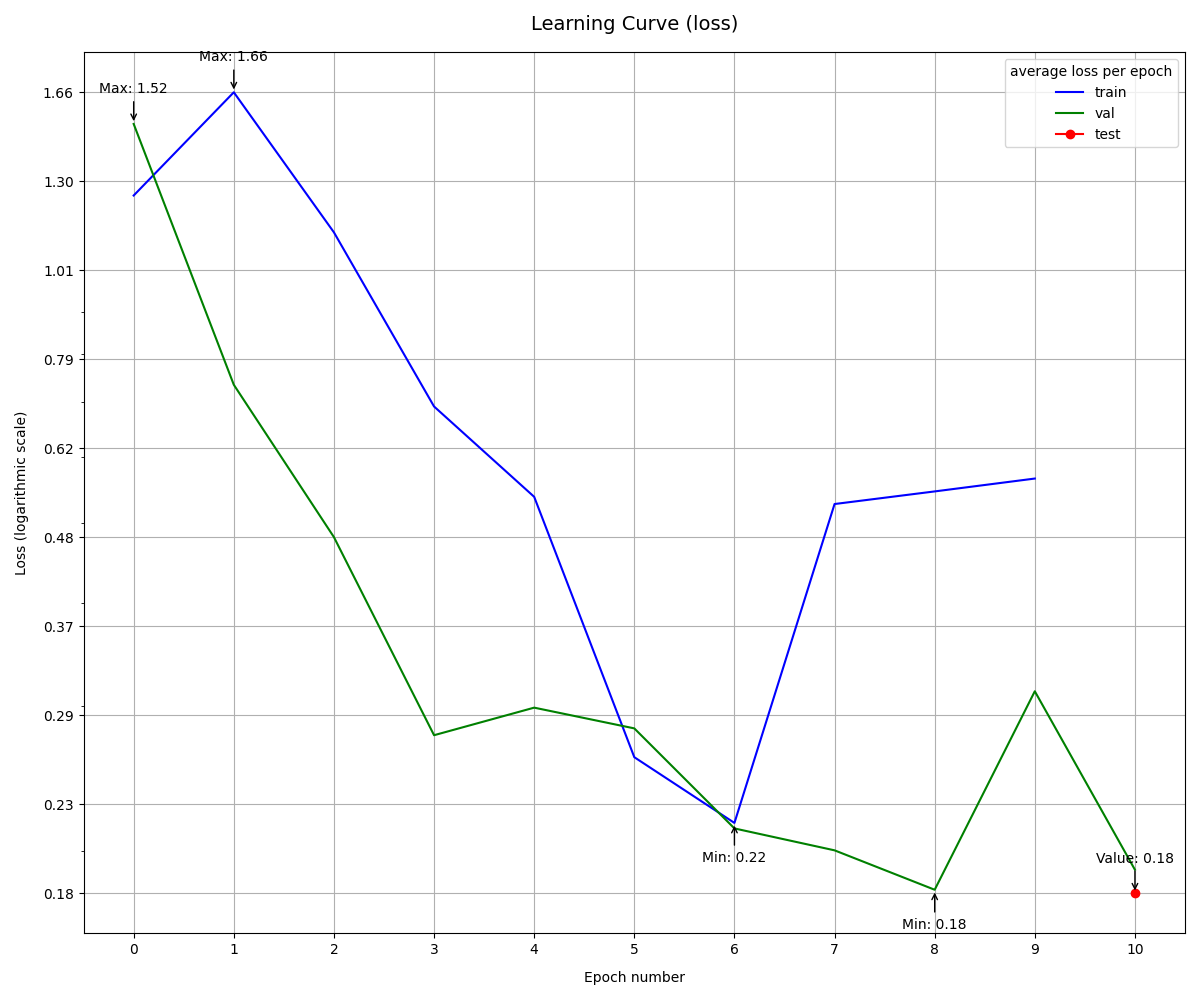 Learning Curve (loss)
Max: 1.66
Max: 1.52
average loss per epoch
train
val
test
1.66
1.30
1.01
0.79
0.62
0.48
0.37
0.29
0.23
0.18
Loss (logarithmic scale)
Min: 0.22
Value: 0.18
Min: 0.18
0 1 2 3 4 5 6 7 8 9 10
Epoch number